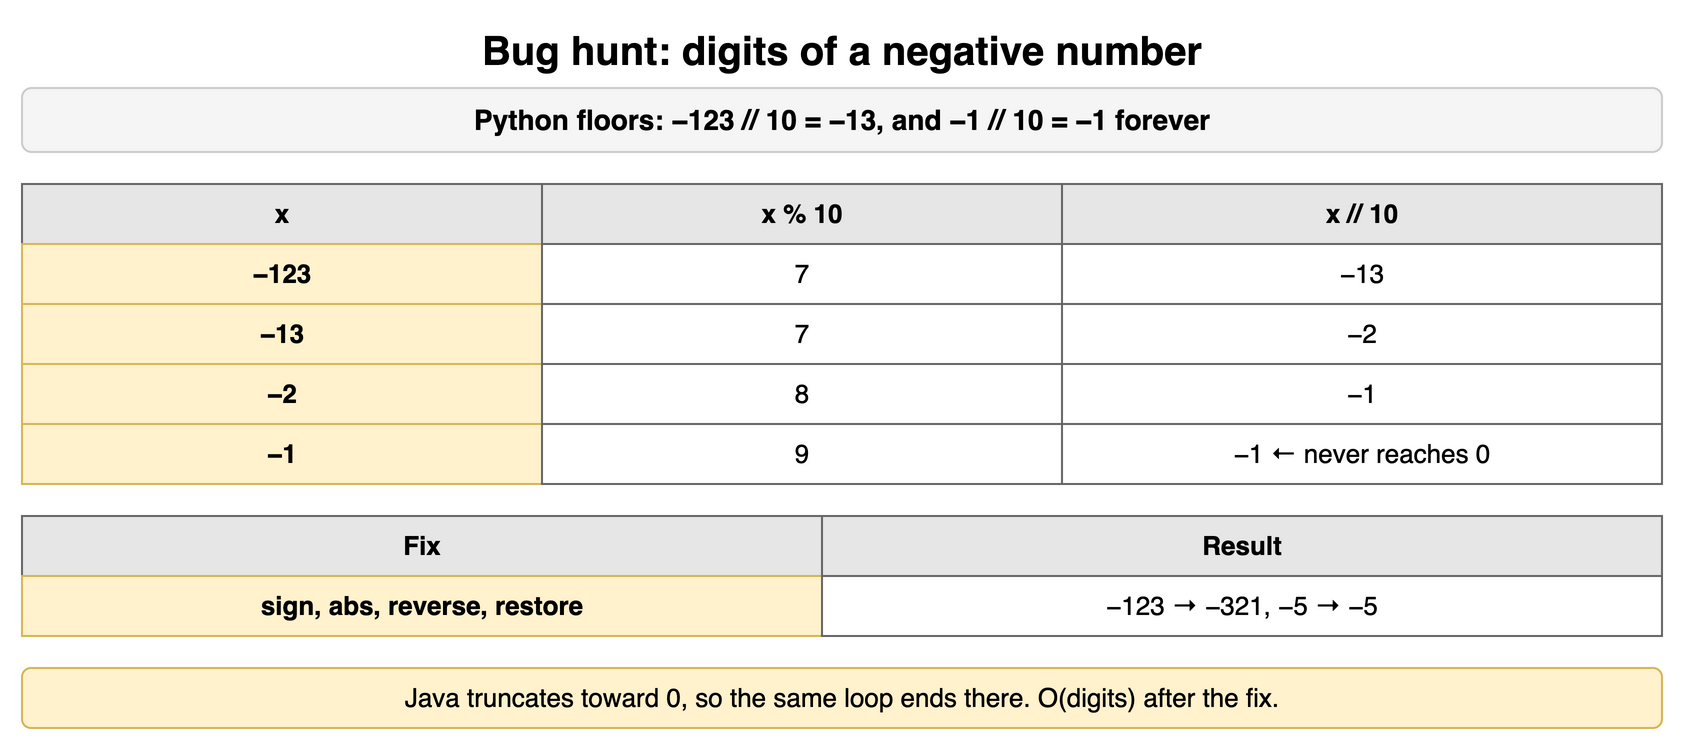 Bug hunt: digits of a negative number
Python floors: −123 // 10 = −13, and −1 // 10 = −1 forever
x x % 10 x // 10
−123 7 −13
−13 7 −2
−2 8 −1
−1 9 −1 ← never reaches 0
Fix Result
sign, abs, reverse, restore −123 → −321, −5 → −5
Java truncates toward 0, so the same loop ends there. O(digits) after the fix.